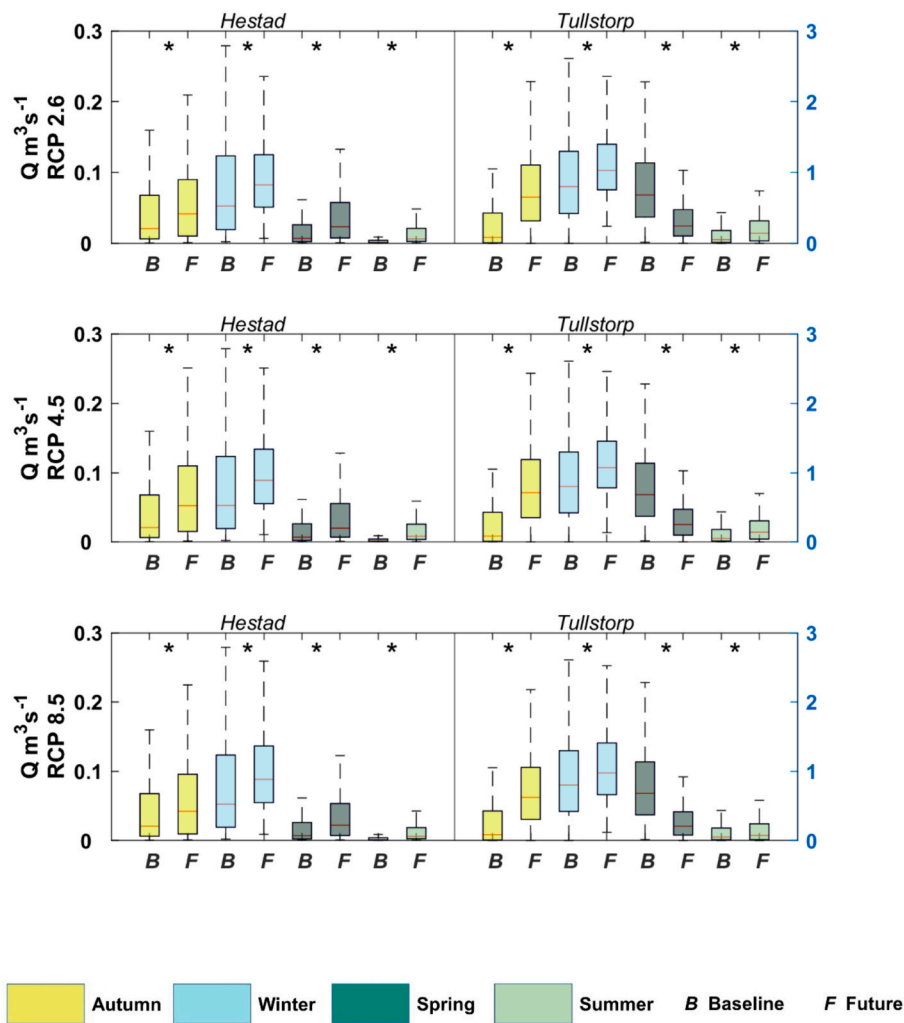 Hestad Tullstorp
0.3 * * * * * * * * 3
0.2 2
0.1 1
0 0
Q m³s⁻¹
RCP 2.6
B F B F B F B F B F B F B F B F
Hestad Tullstorp
0.3 * * * * * * * * 3
0.2 2
0.1 1
0 0
Q m³s⁻¹
RCP 4.5
B F B F B F B F B F B F B F B F
Hestad Tullstorp
0.3 * * * * * * * * 3
0.2 2
0.1 1
0 0
Q m³s⁻¹
RCP 8.5
B F B F B F B F B F B F B F B F
Autumn Winter Spring Summer B Baseline F Future